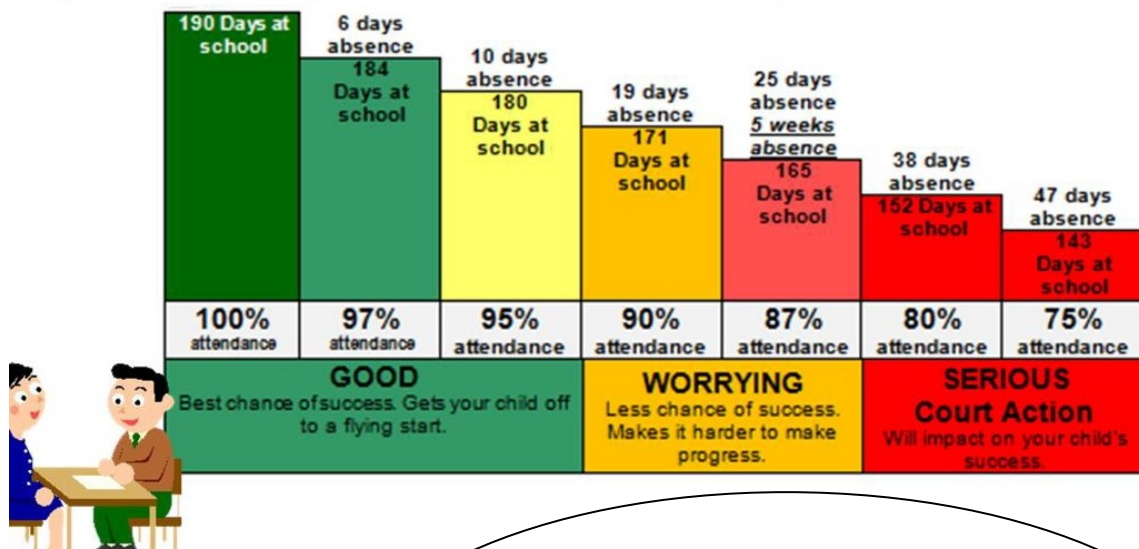 190 Days at
school
6 days
absence
184
Days at
school
10 days
absence
180
Days at
school
19 days
absence
171
Days at
school
25 days
absence
5 weeks
absence
165
Days at
school
38 days
absence
152 Days at
school
47 days
absence
143
Days at
school
100%
attendance
97%
attendance
95%
attendance
90%
attendance
87%
attendance
80%
attendance
75%
attendance
GOOD
Best chance of success. Gets your child off
to a flying start.
WORRYING
Less chance of success.
Makes it harder to make
progress.
SERIOUS
Court Action
Will impact on your child's
success.